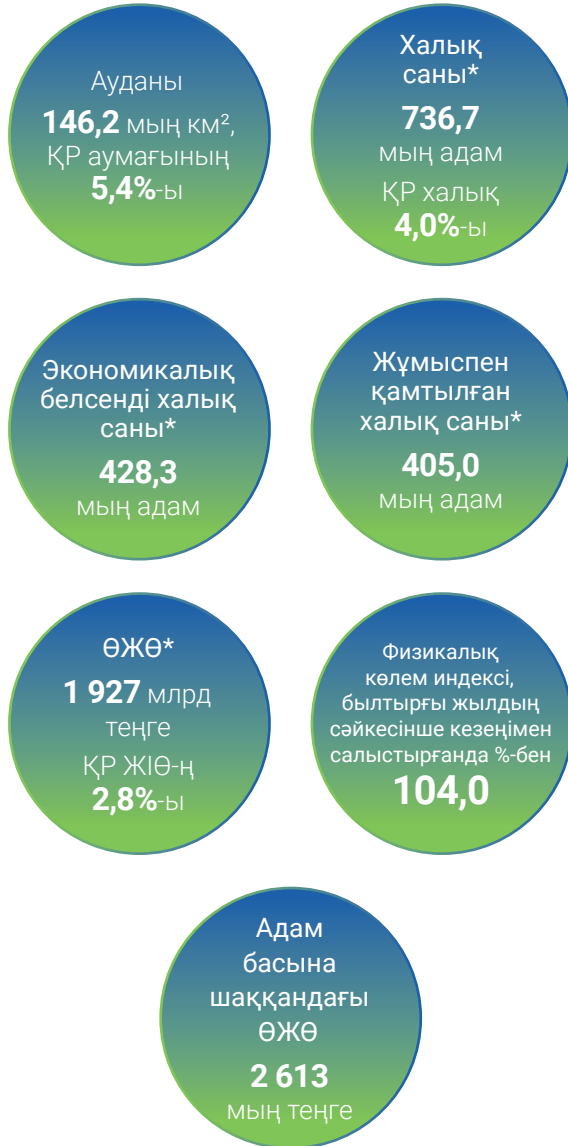 Ауданы
146,2 мың км²,
ҚР аумағының
5,4%-ы
Халық
саны*
736,7
мың адам
ҚР халық
4,0%-ы
Экономикалық
белсенді халық
саны*
428,3
мың адам
Жұмыспен
қамтылған
халық саны*
405,0
мың адам
ӨЖӨ*
1 927 млрд
теңге
ҚР ЖІӨ-ң
2,8%-ы
Физикалық
көлем индексі,
былтырғы жылдың
сәйкесінше кезеңімен
салыстырғанда %-бен
104,0
Адам
басына
шаққандағы
ӨЖӨ
2 613
мың теңге